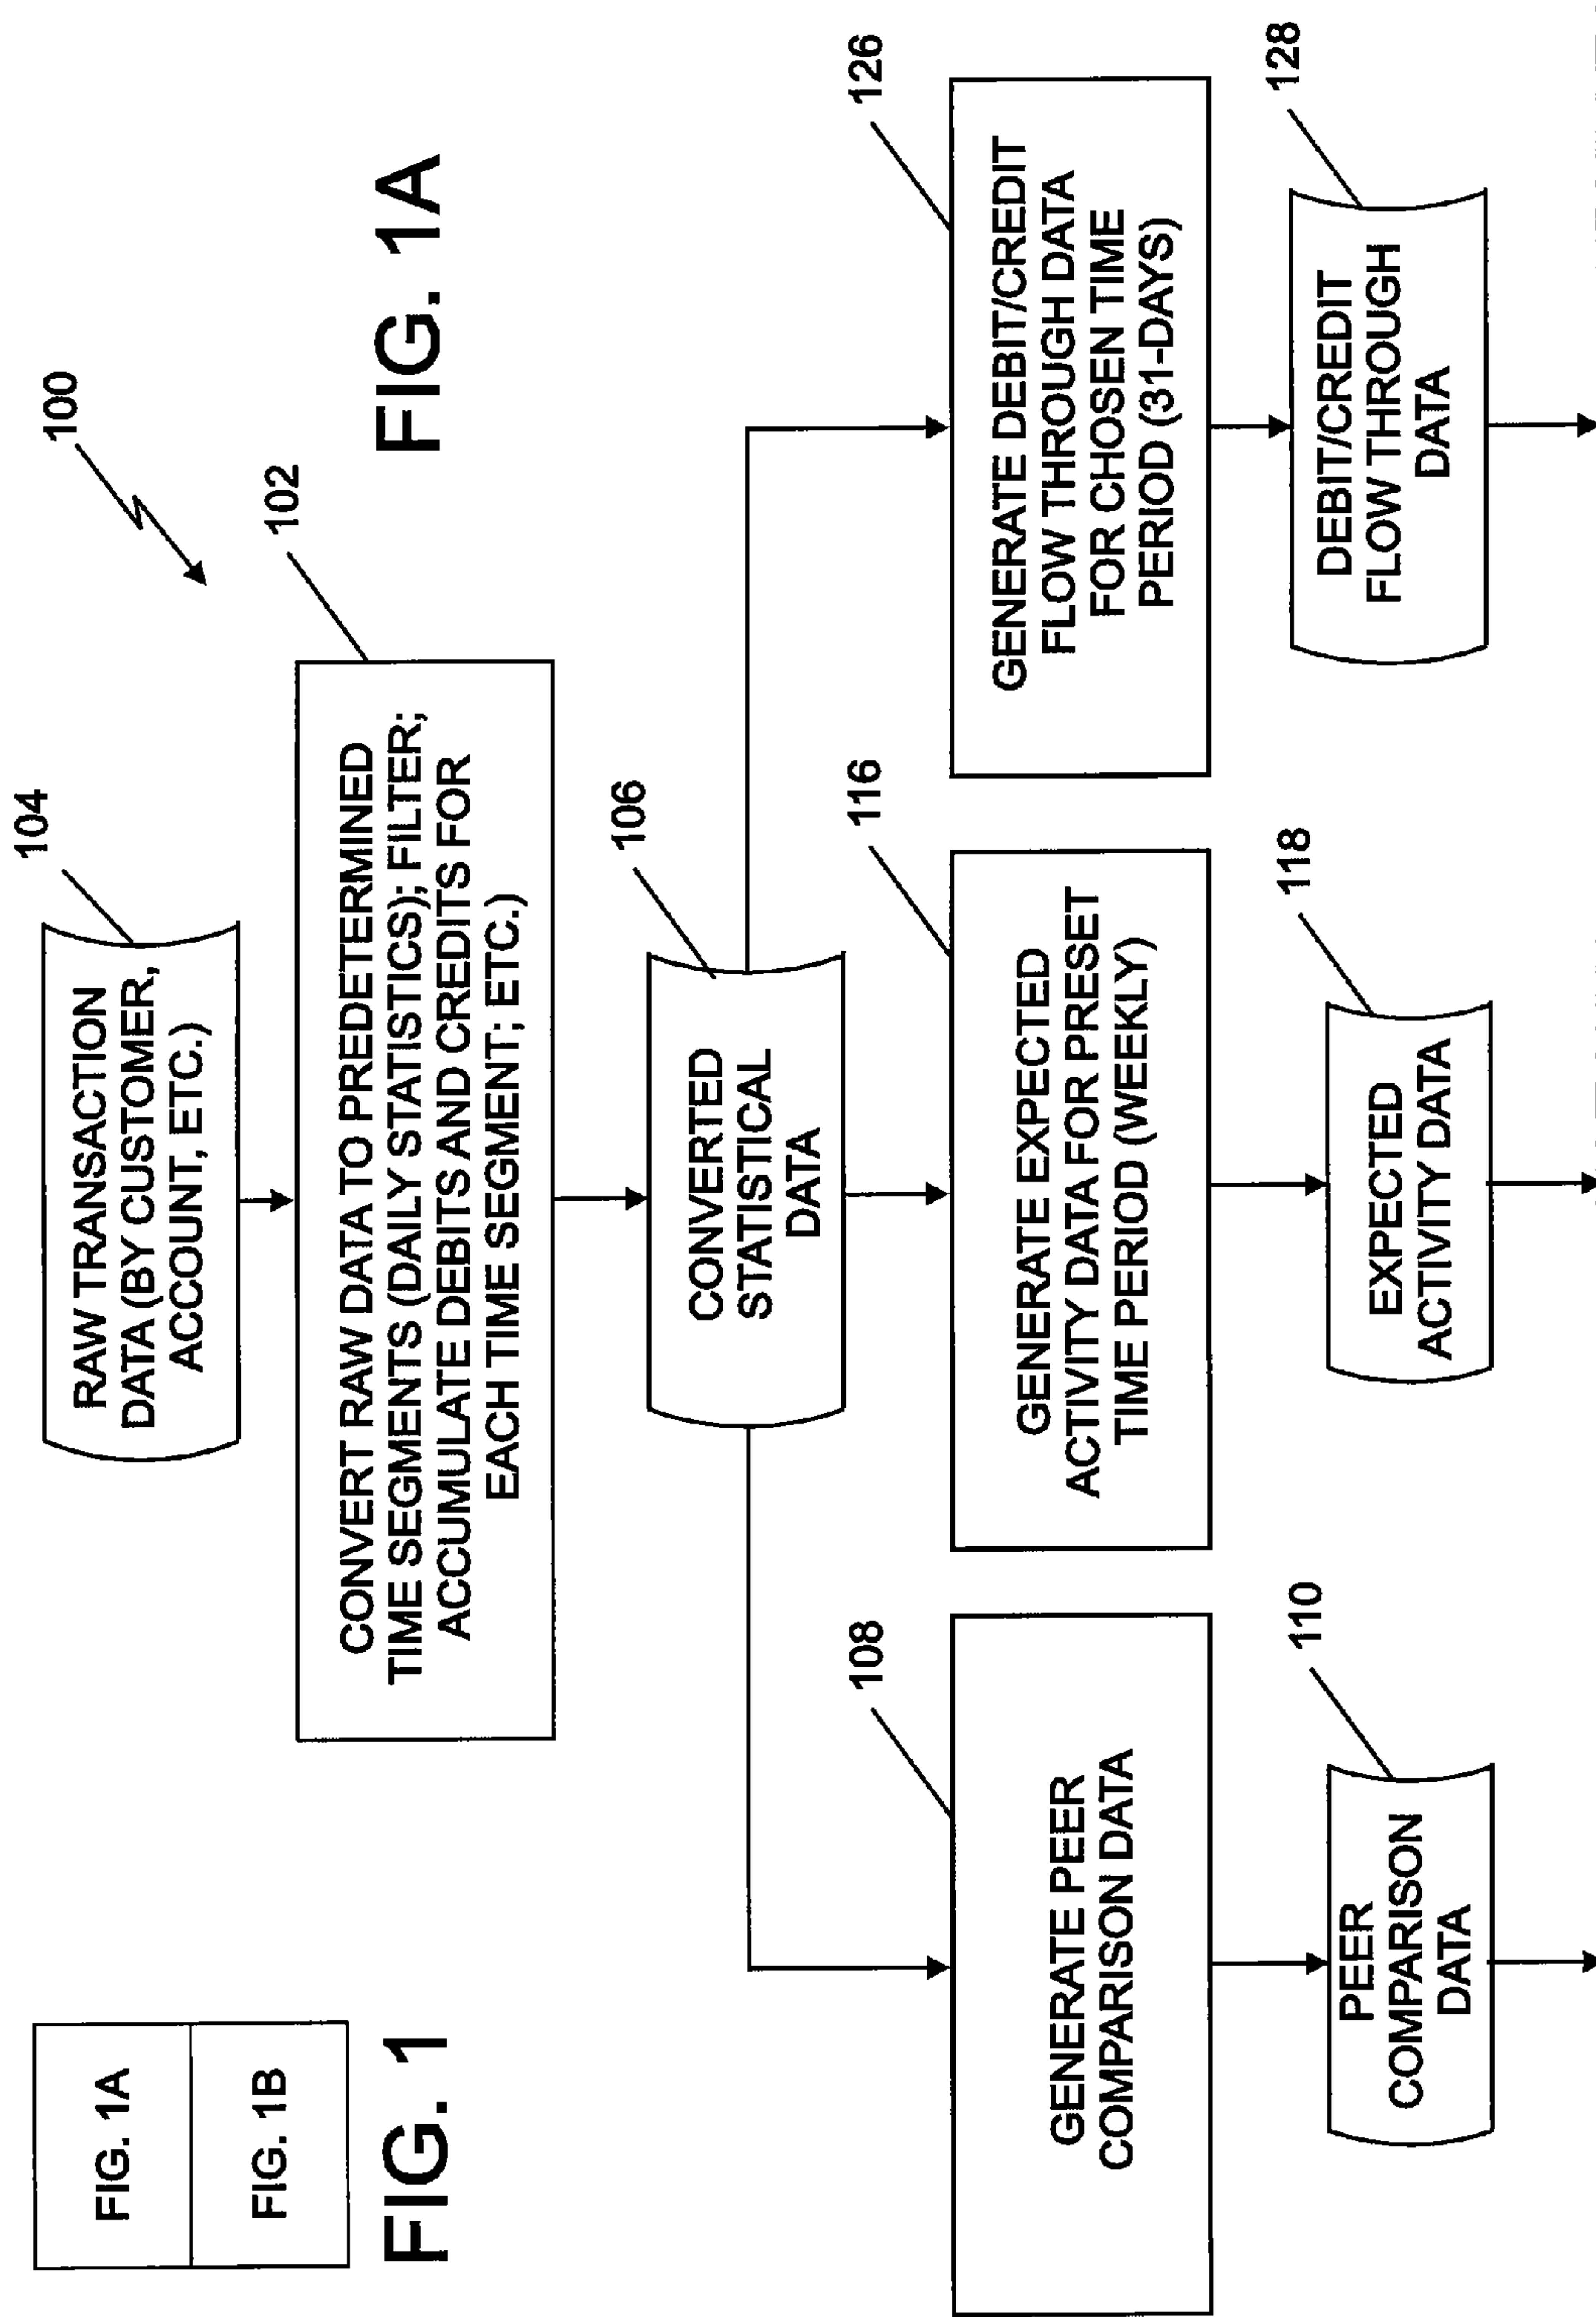 FIG. 1A
FIG. 1B
FIG. 1
100
FIG. 1A
104
RAW TRANSACTION
DATA (BY CUSTOMER,
ACCOUNT, ETC.)
102
CONVERT RAW DATA TO PREDETERMINED
TIME SEGMENTS (DAILY STATISTICS); FILTER;
ACCUMULATE DEBITS AND CREDITS FOR
EACH TIME SEGMENT; ETC.)
106
CONVERTED
STATISTICAL
DATA
108
GENERATE PEER
COMPARISON DATA
116
GENERATE EXPECTED
ACTIVITY DATA FOR PRESET
TIME PERIOD (WEEKLY)
126
GENERATE DEBIT/CREDIT
FLOW THROUGH DATA
FOR CHOSEN TIME
PERIOD (31-DAYS)
110
PEER
COMPARISON
DATA
118
EXPECTED
ACTIVITY DATA
128
DEBIT/CREDIT
FLOW THROUGH
DATA